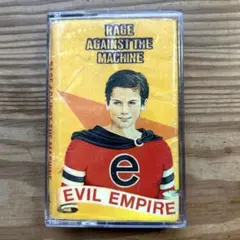 RAGE
AGAINST THE
MACHINE
e
EVIL EMPIRE